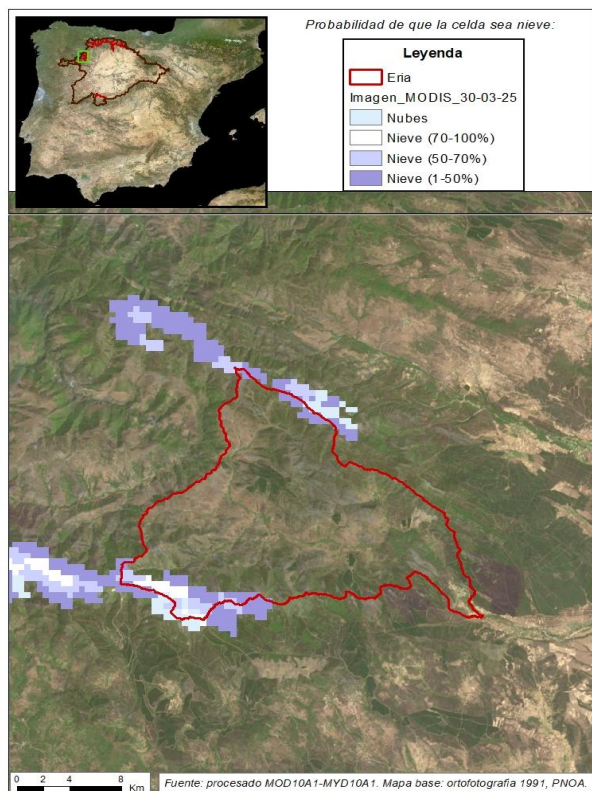 Probabilidad de que la celda sea nieve:
Leyenda
Eria
Imagen_MODIS_30-03-25
Nubes
Nieve (70-100%)
Nieve (50-70%)
Nieve (1-50%)
0 2 4 8
Km
Fuente: procesado MOD10A1-MYD10A1. Mapa base: ortofotografía 1991, PNOA.